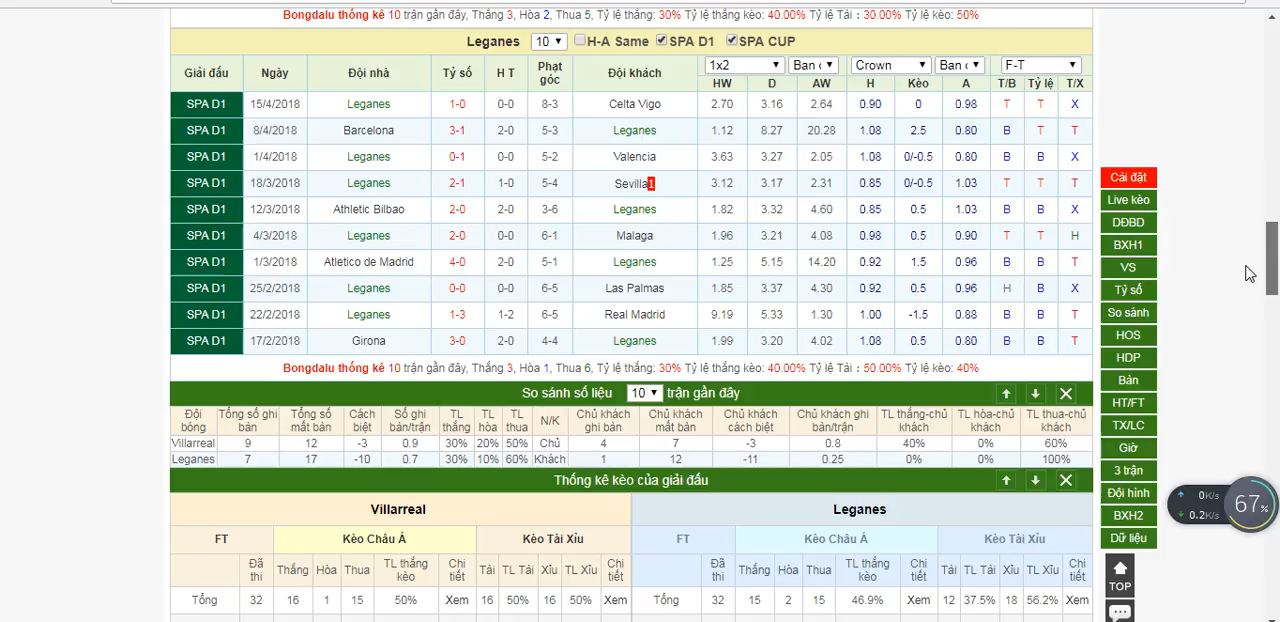 Bongdalu thống kê 10 trận gần đây, Thắng 3, Hòa 2, Thua 5, Tỷ lệ thắng: 30% Tỷ lệ thắng kèo: 40.00% Tỷ lệ Tài : 30.00% Tỷ lệ kèo: 50%
Leganes 10 H-A Same SPA D1 SPA CUP
Giải đấu Ngày Đội nhà Tỷ số H T Phạt góc Đội khách 1x2 Ban Crown Ban F-T
HW D AW H Kèo A T/B Tỷ lệ T/X
SPA D1 15/4/2018 Leganes 1-0 0-0 8-3 Celta Vigo 2.70 3.16 2.64 0.90 0 0.98 T T X
SPA D1 8/4/2018 Barcelona 3-1 2-0 5-3 Leganes 1.12 8.27 20.28 1.08 2.5 0.80 B T T
SPA D1 1/4/2018 Leganes 0-1 0-0 5-2 Valencia 3.63 3.27 2.05 1.08 0/-0.5 0.80 B B X
SPA D1 18/3/2018 Leganes 2-1 1-0 5-4 Sevilla 1 3.12 3.17 2.31 0.85 0/-0.5 1.03 T T T
SPA D1 12/3/2018 Athletic Bilbao 2-0 2-0 3-6 Leganes 1.82 3.32 4.60 0.85 0.5 1.03 B B X
SPA D1 4/3/2018 Leganes 2-0 0-0 6-1 Malaga 1.96 3.21 4.08 0.98 0.5 0.90 T T H
SPA D1 1/3/2018 Atletico de Madrid 4-0 2-0 5-1 Leganes 1.25 5.15 14.20 0.92 1.5 0.96 B B T
SPA D1 25/2/2018 Leganes 0-0 0-0 6-5 Las Palmas 1.85 3.37 4.30 0.92 0.5 0.96 H B X
SPA D1 22/2/2018 Leganes 1-3 1-2 6-5 Real Madrid 9.19 5.33 1.30 1.00 -1.5 0.88 B B T
SPA D1 17/2/2018 Girona 3-0 2-0 4-4 Leganes 1.99 3.20 4.02 1.08 0.5 0.80 B B T
Bongdalu thống kê 10 trận gần đây, Thắng 3, Hòa 1, Thua 6, Tỷ lệ thắng: 30% Tỷ lệ thắng kèo: 40.00% Tỷ lệ Tài : 50.00% Tỷ lệ kèo: 40%
So sánh số liệu 10 trận gần đây
Đội bóng Tổng số ghi bàn Tổng số mất bàn Cách biệt Số ghi bàn/trận TL thắng TL hòa TL thua N/K Chủ khách ghi bàn Chủ khách mất bàn Chủ khách cách biệt Chủ khách ghi bàn/trận TL thắng-chủ khách TL hòa-chủ khách TL thua-chủ khách
Villarreal 9 12 -3 0.9 30% 20% 50% Chủ 4 7 -3 0.8 40% 0% 60%
Leganes 7 17 -10 0.7 30% 10% 60% Khách 1 12 -11 0.25 0% 0% 100%
Thống kê kèo của giải đấu
Villarreal Leganes
FT Kèo Châu Á Kèo Tài Xỉu FT Kèo Châu Á Kèo Tài Xỉu
Đã thi Thắng Hòa Thua TL thắng kèo Chi tiết Tài TL Tài Xỉu TL Xỉu Chi tiết Đã thi Thắng Hòa Thua TL thắng kèo Chi tiết Tài TL Tài Xỉu TL Xỉu Chi tiết
Tổng 32 16 1 15 50% Xem 16 50% 16 50% Xem Tổng 32 15 2 15 46.9% Xem 12 37.5% 18 56.2% Xem
Cài đặt
Live kèo
DĐBD
BXH1
VS
Tỷ số
So sánh
HOS
HDP
Bàn
HT/FT
TX/LC
Giờ
3 trận
Đội hình
BXH2
Dữ liệu
TOP
0K/s
0.2K/s
67%